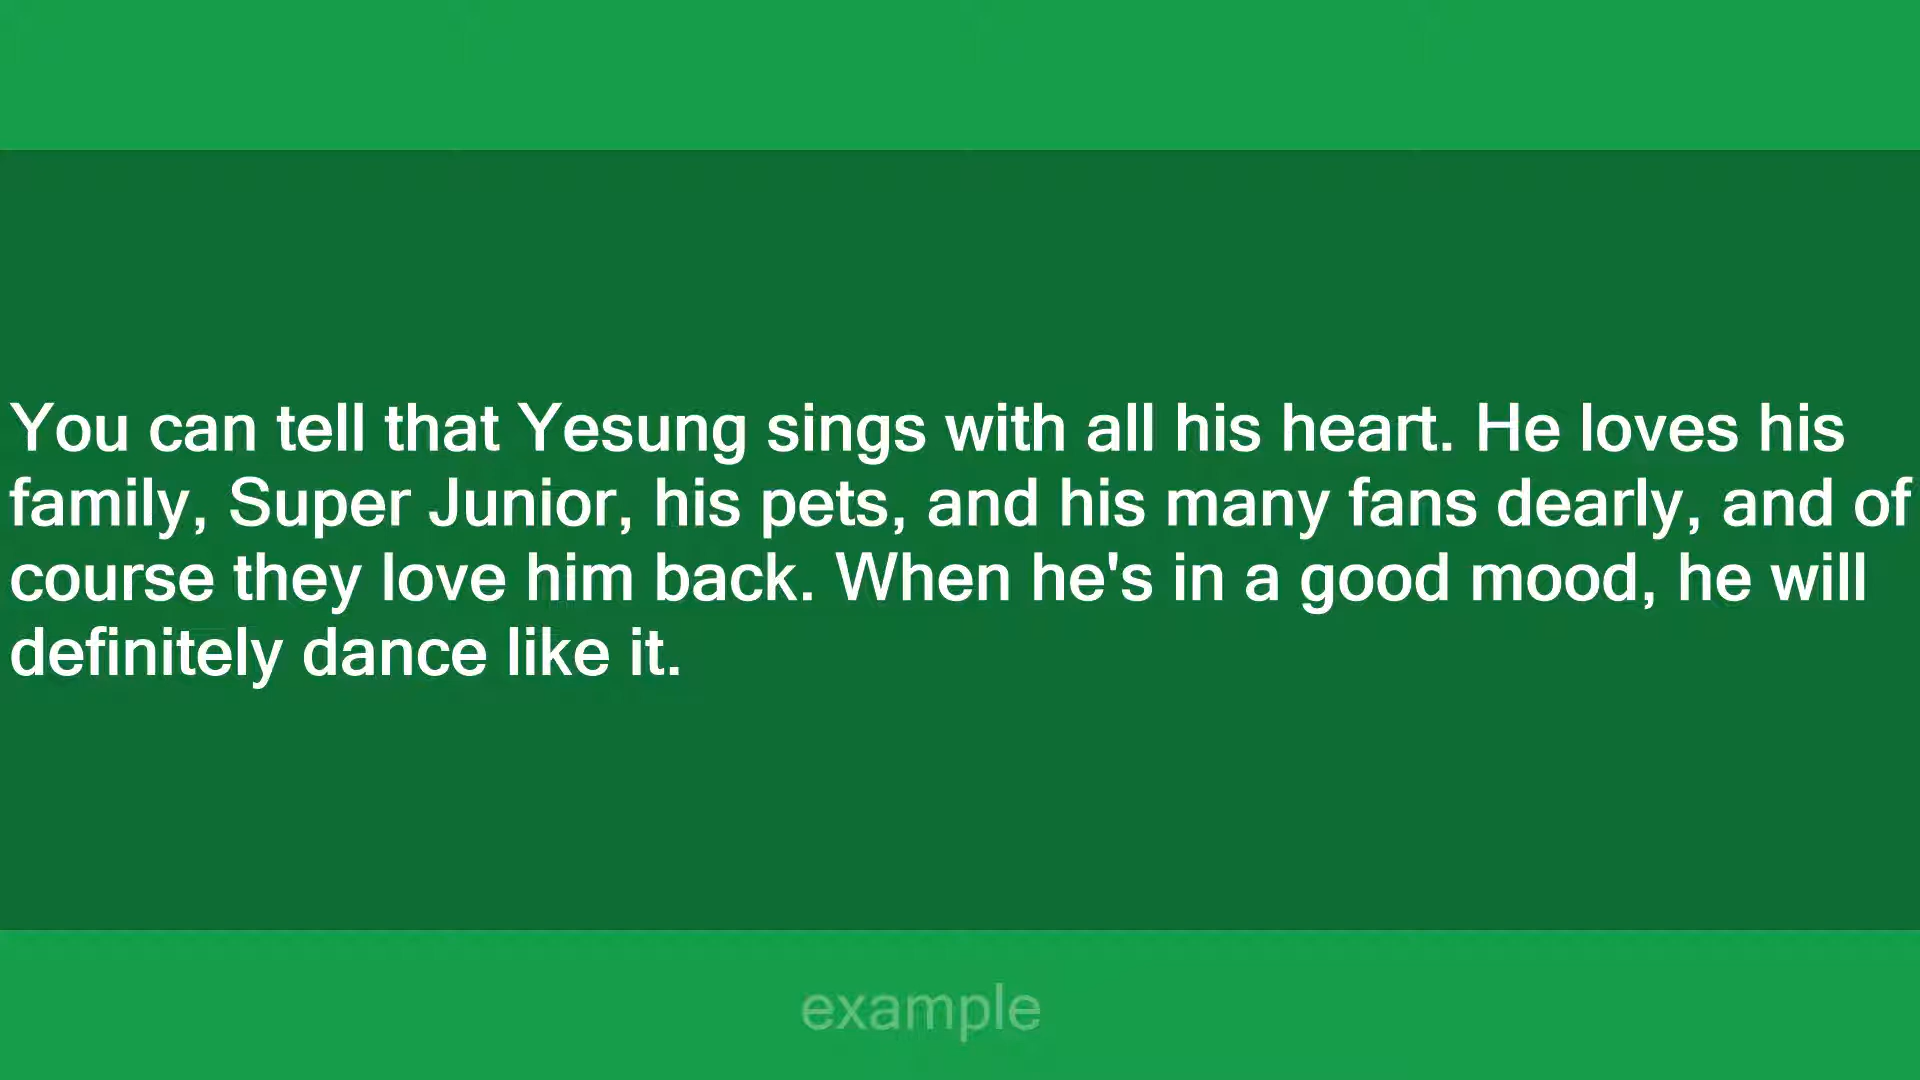 You can tell that Yesung sings with all his heart. He loves his
family, Super Junior, his pets, and his many fans dearly, and of
course they love him back. When he's in a good mood, he will
definitely dance like it.
example